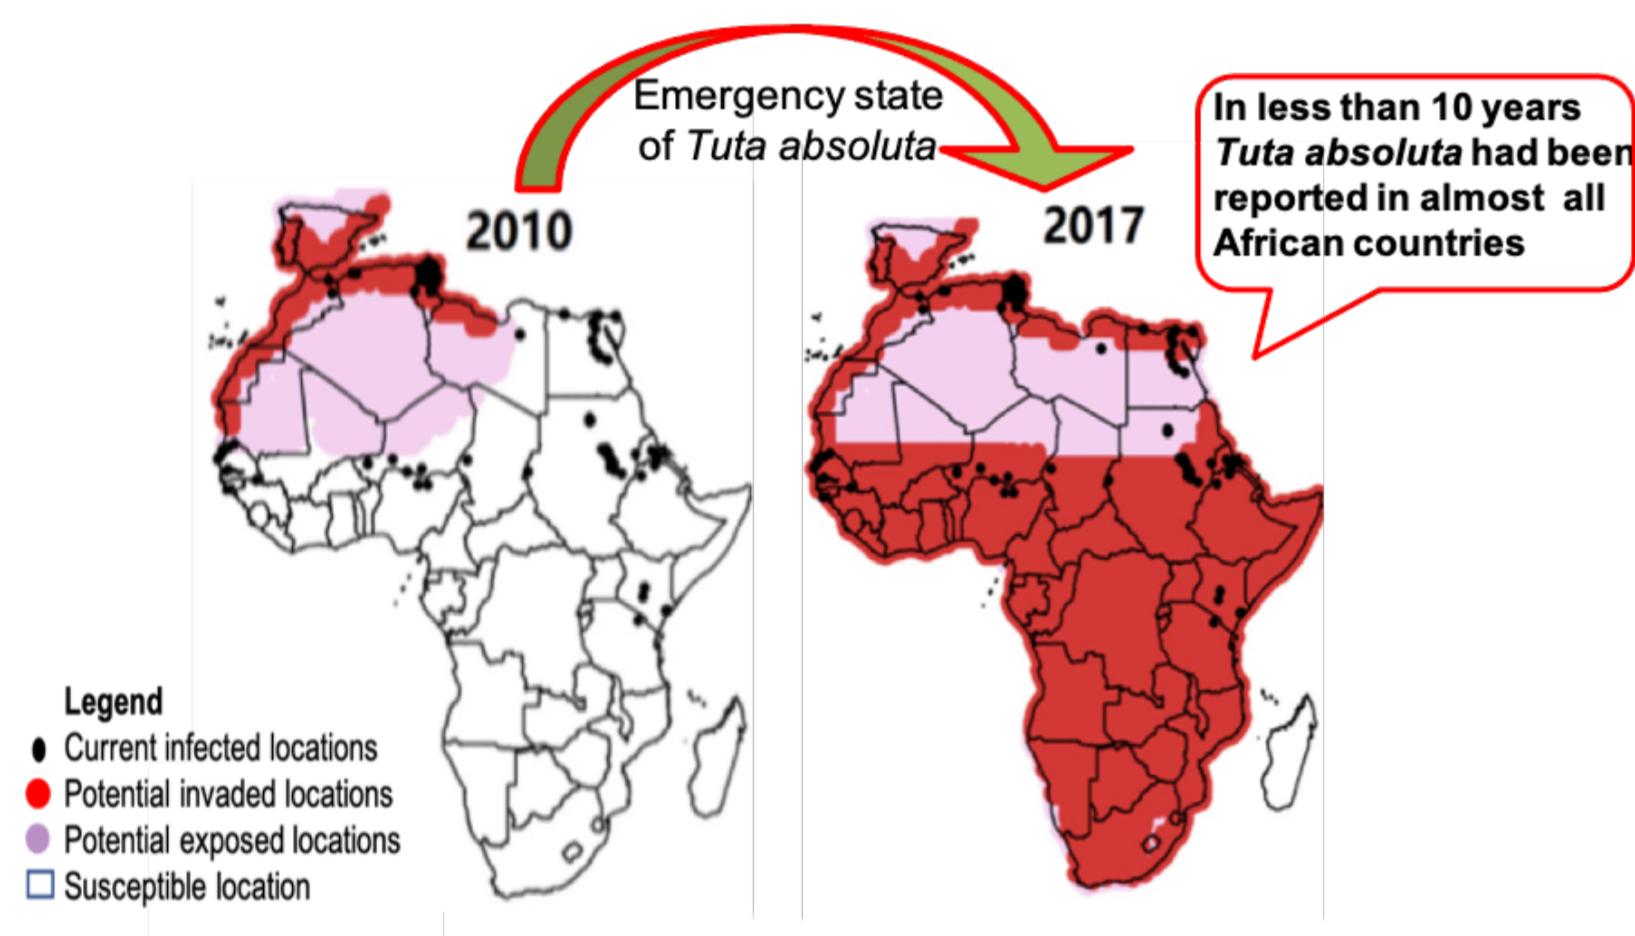 Emergency state
of Tuta absoluta
In less than 10 years
Tuta absoluta had been
reported in almost all
African countries
2010
2017
Legend
Current infected locations
Potential invaded locations
Potential exposed locations
Susceptible location